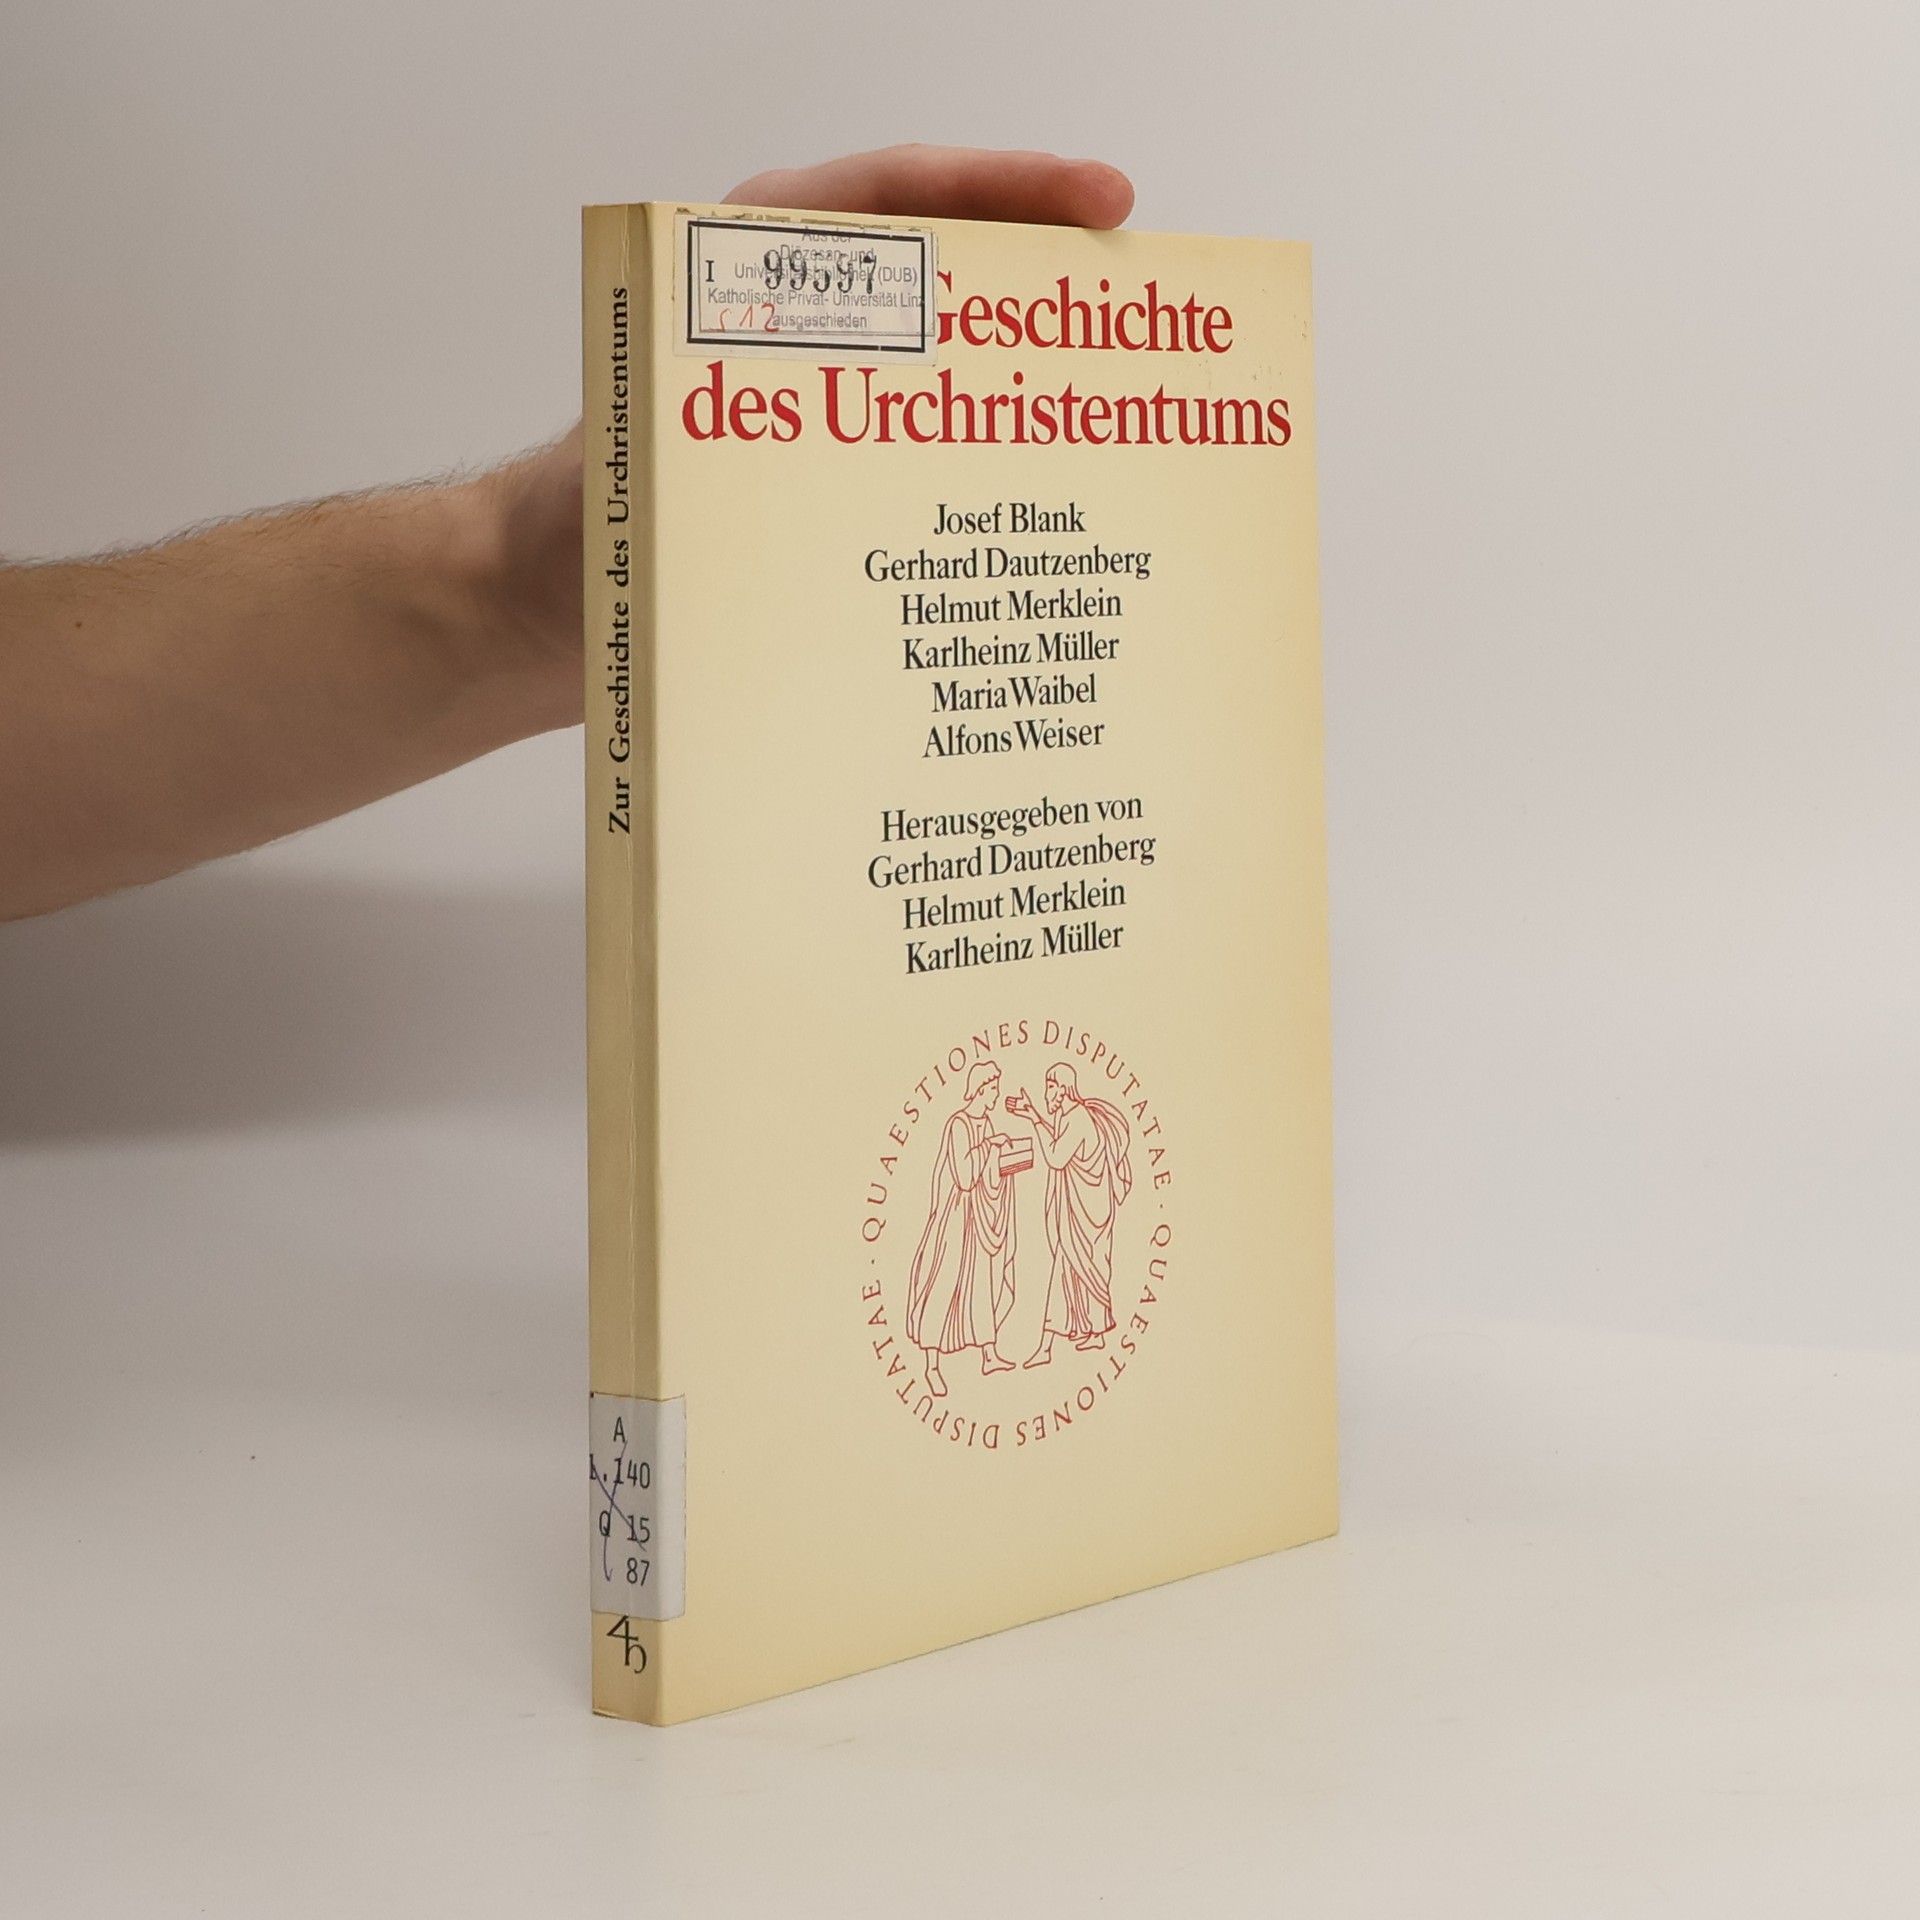 Aus der
Diözesan- und
Universitätsbibliothek (DUB)
Katholische Privat- Universität Linz
ausgeschieden
I 99597
S 12
Geschichte
des Urchristentums
Josef Blank
Gerhard Dautzenberg
Helmut Merklein
Karlheinz Müller
Maria Waibel
Alfons Weiser
Herausgegeben von
Gerhard Dautzenberg
Helmut Merklein
Karlheinz Müller
QUAESTIONES DISPUTATAE · QUAESTIONES DISPUTATAE ·
Zur Geschichte des Urchristentums
A
140
Q 15
87